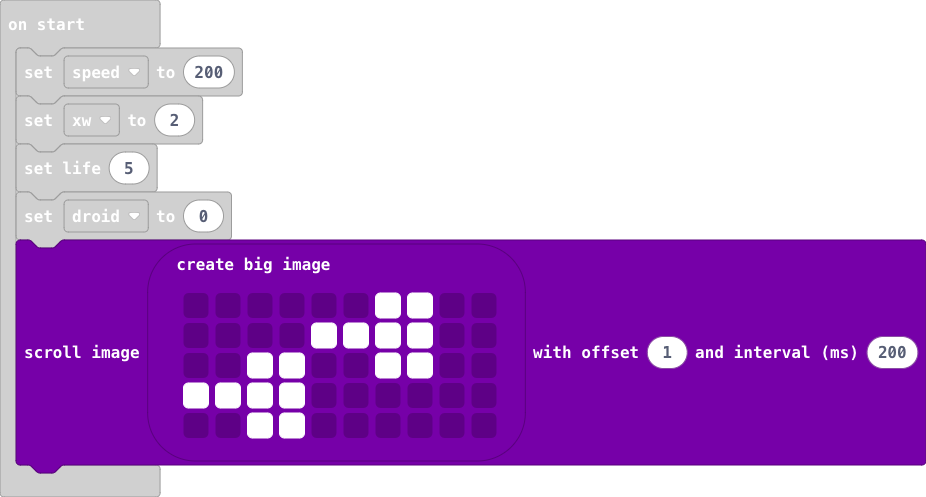 on start
set speed to 200
set xw to 2
set life 5
set droid to 0
create big image
scroll image with offset 1 and interval (ms) 200